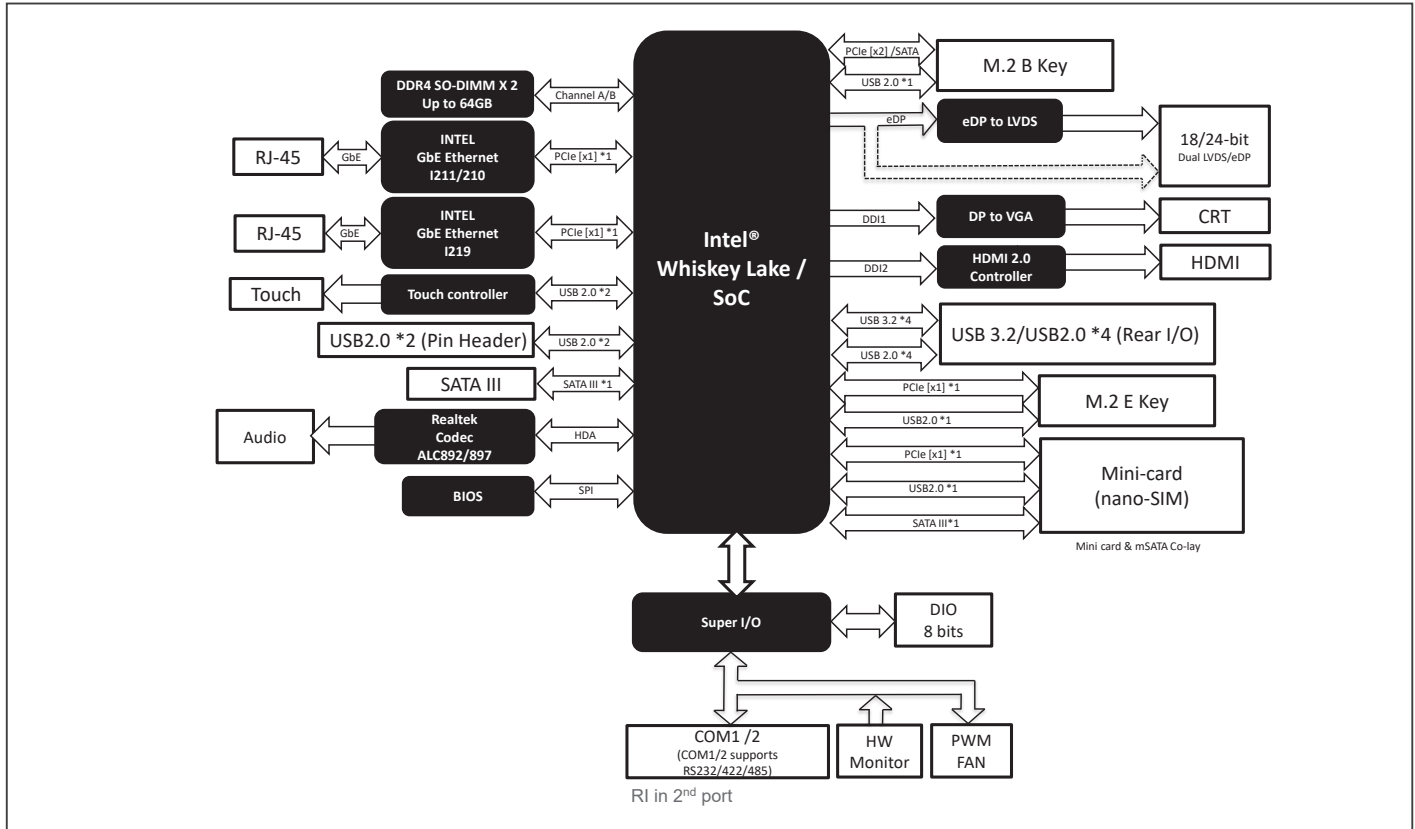 DDR4 SO-DIMM X 2
Up to 64GB
Channel A/B
RJ-45
GbE
INTEL
GbE Ethernet
I211/210
PCIe [x1] *1
RJ-45
GbE
INTEL
GbE Ethernet
I219
PCIe [x1] *1
Touch
Touch controller
USB 2.0 *2
USB2.0 *2 (Pin Header)
USB 2.0 *2
SATA III
SATA III *1
Audio
Realtek
Codec
ALC892/897
HDA
BIOS
SPI
Intel®
Whiskey Lake /
SoC
PCIe [x2] /SATA
USB 2.0 *1
M.2 B Key
eDP
eDP to LVDS
18/24-bit
Dual LVDS/eDP
DDI1
DP to VGA
CRT
DDI2
HDMI 2.0
Controller
HDMI
USB 3.2 *4
USB 2.0 *4
USB 3.2/USB2.0 *4 (Rear I/O)
PCIe [x1] *1
USB2.0 *1
M.2 E Key
PCIe [x1] *1
USB2.0 *1
SATA III*1
Mini-card
(nano-SIM)
Mini card & mSATA Co-lay
Super I/O
DIO
8 bits
COM1 /2
(COM1/2 supports
RS232/422/485)
HW
Monitor
PWM
FAN
RI in 2nd port